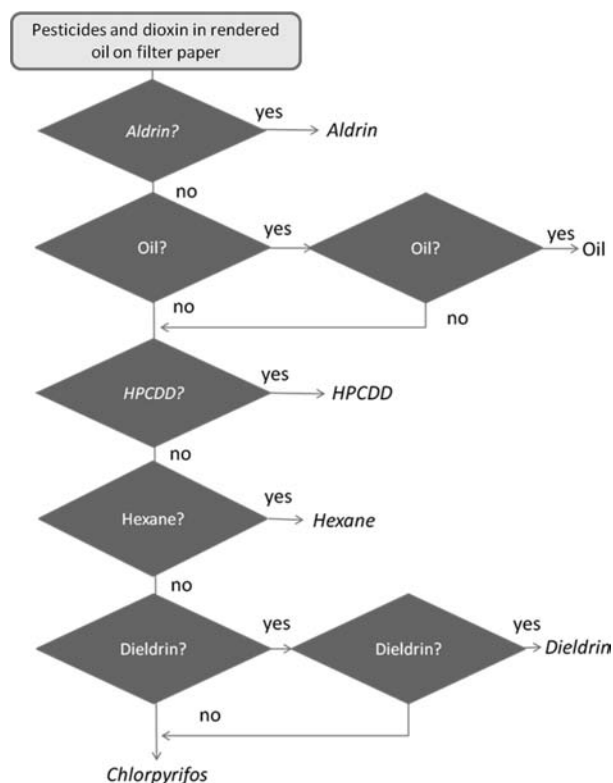 Pesticides and dioxin in rendered
oil on filter paper
yes
Aldrin?
Aldrin
no
yes
yes
Oil?
Oil?
Oil
no
no
yes
HPCDD?
HPCDD
no
yes
Hexane?
Hexane
no
yes
yes
Dieldrin?
Dieldrin?
Dieldrin
no
Chlorpyrifos